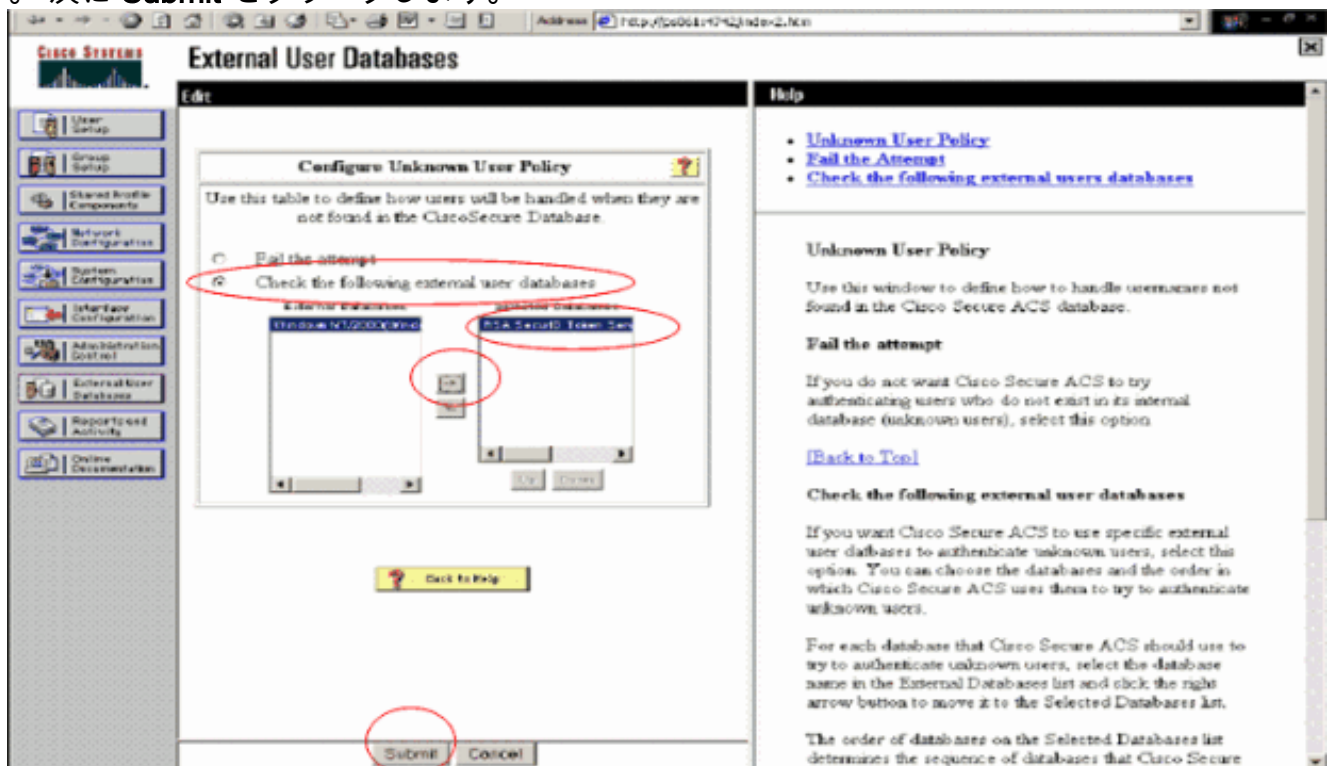 。次に Submit をクリックします。
Address
CISCO SYSTEMS
External User Databases
Edit
Help
User Setup
Group Setup
Shared Profile Components
Network Configuration
System Configuration
Interface Configuration
Administration Control
External User Databases
Reports and Activity
Online Documentation
Configure Unknown User Policy
Use this table to define how users will be handled when they are
not found in the CiscoSecure Database.
Fail the attempt
Check the following external user databases
External Databases
Selected Databases
RSA SecurID Token Serv
Up
Down
Back to Help
Submit
Cancel
Unknown User Policy
Fail the Attempt
Check the following external users databases
Unknown User Policy
Use this window to define how to handle usernames not
found in the Cisco Secure ACS database.
Fail the attempt
If you do not want Cisco Secure ACS to try
authenticating users who do not exist in its internal
database (unknown users), select this option
[Back to Top]
Check the following external user databases
If you want Cisco Secure ACS to use specific external
user datbases to authenticate unknown users, select this
option. You can choose the databases and the order in
which Cisco Secure ACS uses them to try to authenticate
unknown users.
For each database that Cisco Secure ACS should use to
try to authenticate unknown users, select the database
name in the External Databases list and click the right
arrow button to move it to the Selected Databases list.
The order of databases on the Selected Databases list
determines the sequence of databases that Cisco Secure